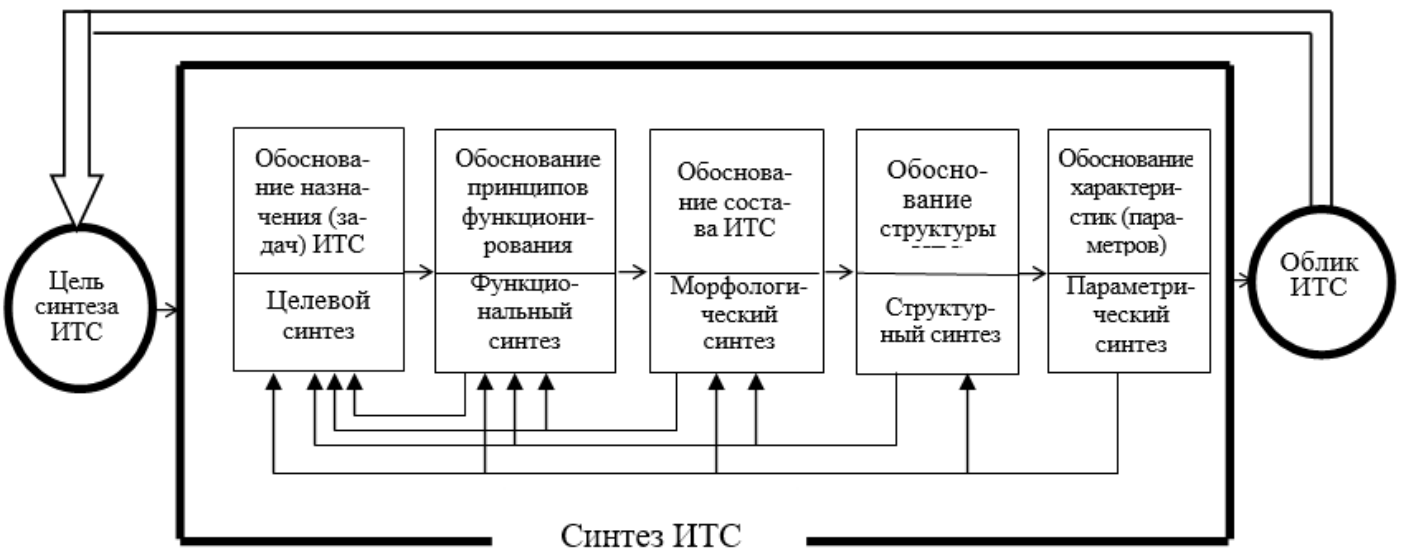 Цель
синтеза
ИТС
Обоснова-
ние назна-
чения (за-
дач) ИТС
Целевой
синтез
Обоснование
принципов
функциони-
рования
Функцио-
нальный
синтез
Обоснова-
ние соста-
ва ИТС
Морфологи-
ческий
синтез
Обосно-
вание
структуры
Структур-
ный синтез
Обоснование
характери-
стик (пара-
метров)
Параметри-
ческий
синтез
Облик
ИТС
Синтез ИТС